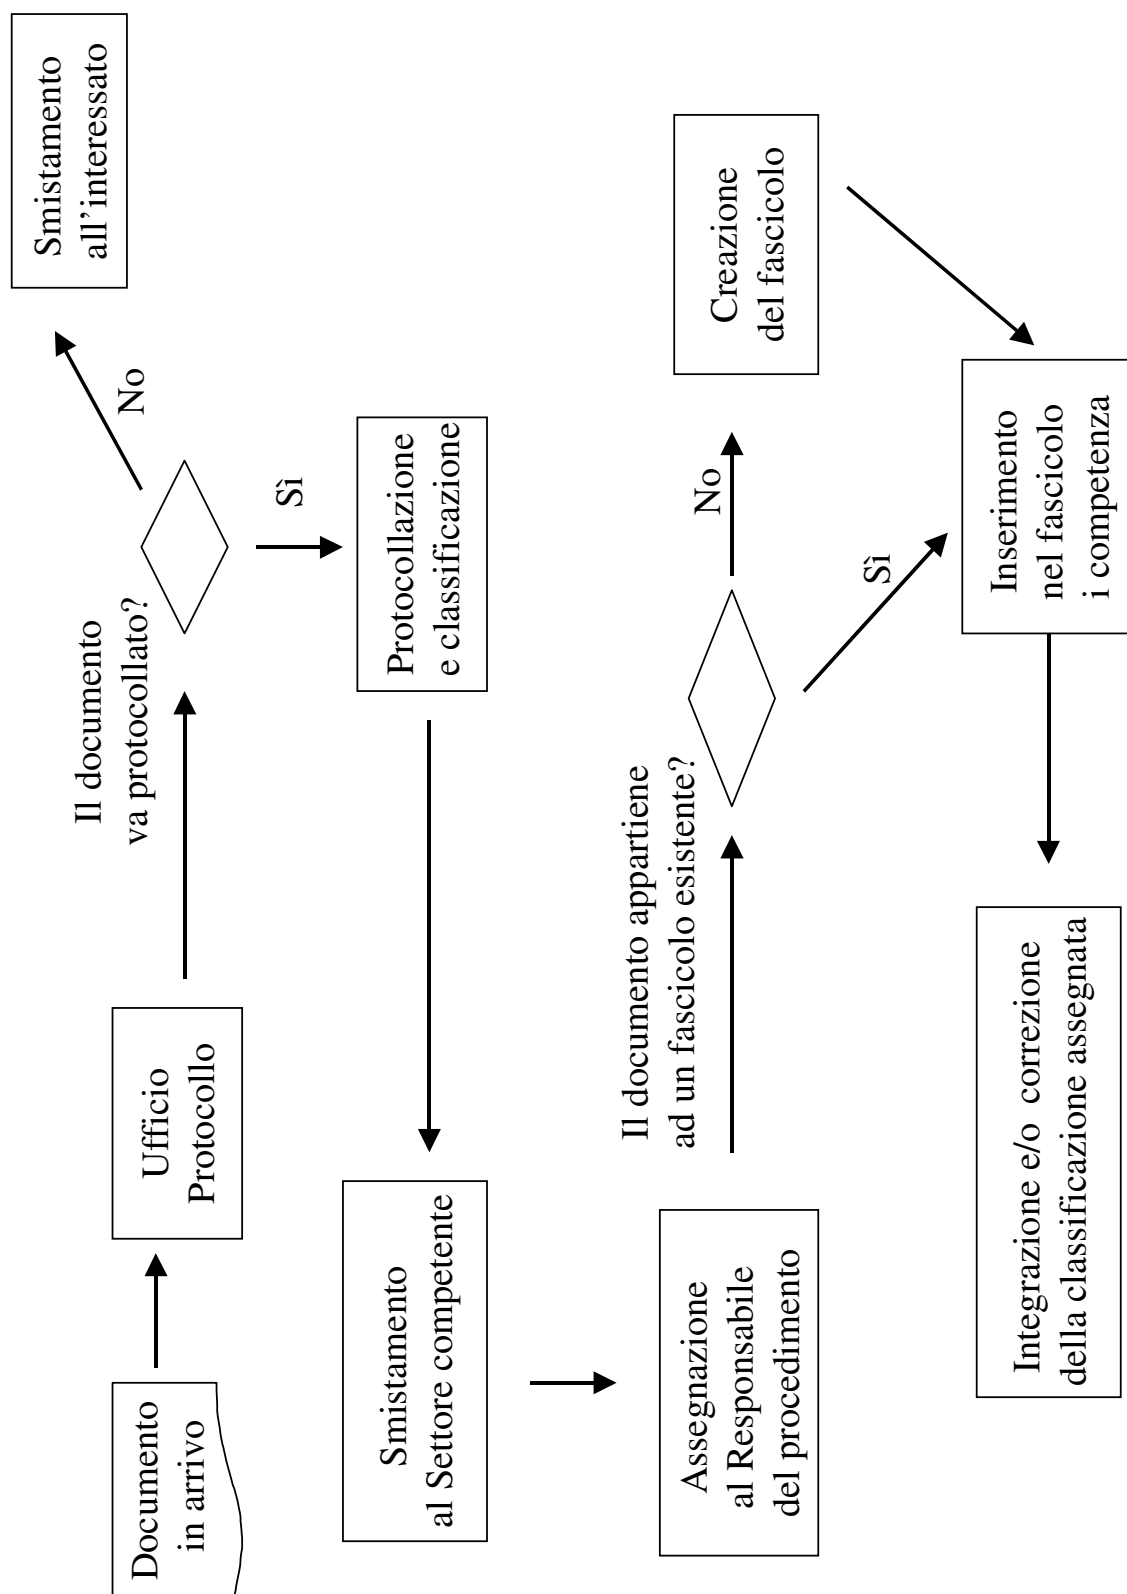 Documento
in arrivo
Ufficio
Protocollo
Il documento
va protocollato?
No
Smistamento
all’interessato
Sì
Protocollazione
e classificazione
Smistamento
al Settore competente
Assegnazione
al Responsabile
del procedimento
Il documento appartiene
ad un fascicolo esistente?
No
Creazione
del fascicolo
Sì
Inserimento
nel fascicolo
i competenza
Integrazione e/o correzione
della classificazione assegnata